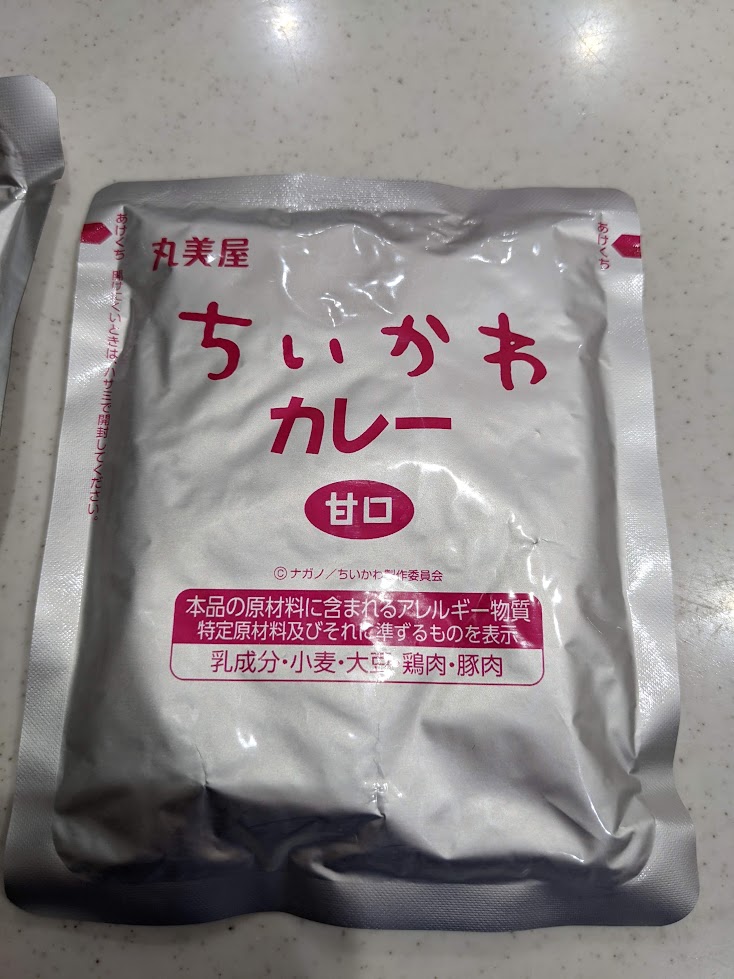 丸美屋
ちいかわ
カレー
甘口
Ⓒナガノ/ちいかわ製作委員会
本品の原材料に含まれるアレルギー物質
特定原材料及びそれに準ずるものを表示
乳成分・小麦・大豆・鶏肉・豚肉
あけくち 開けにくいときは、ハサミで開封してください。
あけくち